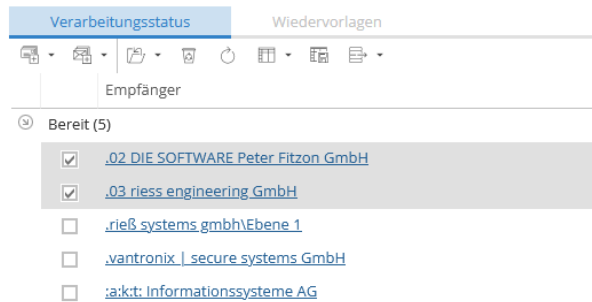 Verarbeitungsstatus Wiedervorlagen
Empfänger
Bereit (5)
.02 DIE SOFTWARE Peter Fitzon GmbH
.03 riess engineering GmbH
.rieß systems gmbh\Ebene 1
.vantronix | secure systems GmbH
:a:k:t: Informationssysteme AG